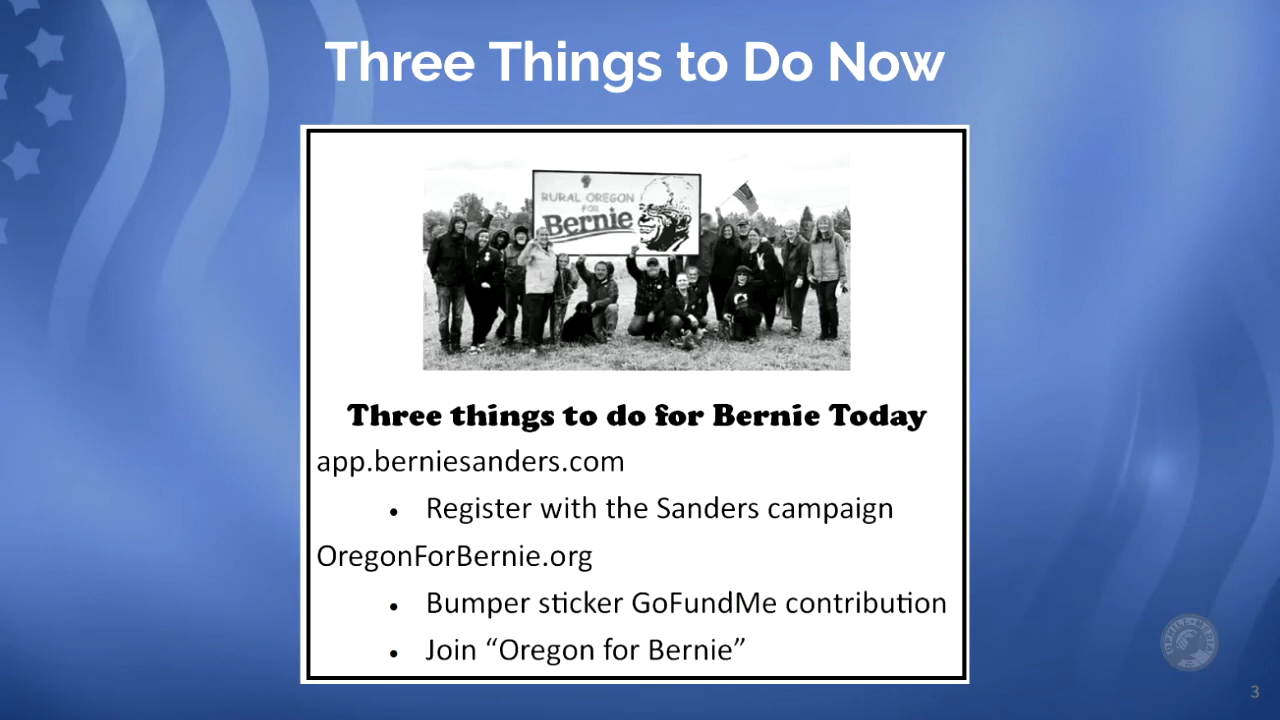 Three Things to Do Now
RURAL OREGON
FOR
Bernie
Three things to do for Bernie Today
app.berniesanders.com
• Register with the Sanders campaign
OregonForBernie.org
• Bumper sticker GoFundMe contribution
• Join “Oregon for Bernie”
3